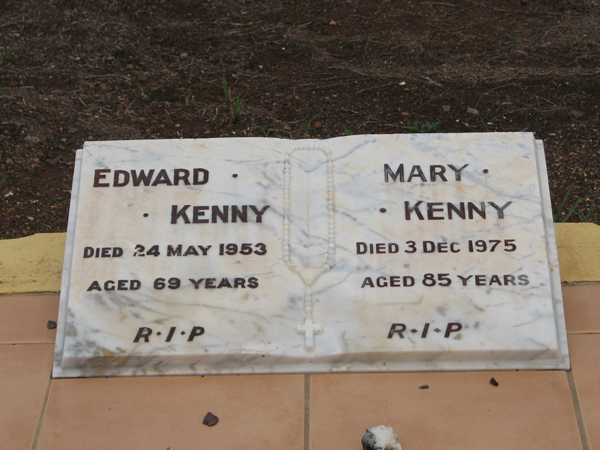 EDWARD ·
· KENNY
DIED 24 MAY 1953
AGED 69 YEARS
R·I·P
MARY ·
· KENNY
DIED 3 DEC 1975
AGED 85 YEARS
R·I·P